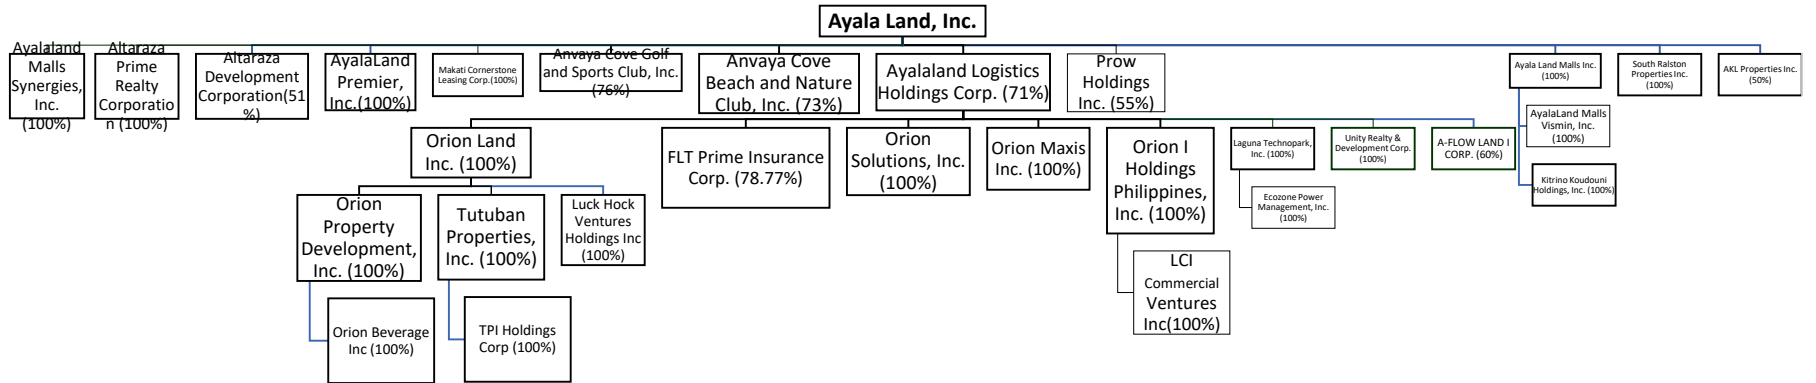 Ayala Land, Inc.
Ayalaland
Malls
Synergies,
Inc.
(100%)
Altaraza
Prime
Realty
Corporatio
n (100%)
Altaraza
Development
Corporation(51
%)
AyalaLand
Premier,
Inc.(100%)
Makati Cornerstone
Leasing Corp.(100%)
Anvaya Cove Golf
and Sports Club, Inc.
(76%)
Anvaya Cove
Beach and Nature
Club, Inc. (73%)
Ayalaland Logistics
Holdings Corp. (71%)
Prow
Holdings
Inc. (55%)
Ayala Land Malls Inc.
(100%)
South Ralston
Properties Inc.
(100%)
AKL Properties Inc.
(50%)
AyalaLand Malls
Vismin, Inc.
(100%)
Kitrino Koudouni
Holdings, Inc. (100%)
Orion Land
Inc. (100%)
FLT Prime Insurance
Corp. (78.77%)
Orion
Solutions, Inc.
(100%)
Orion Maxis
Inc. (100%)
Orion I
Holdings
Philippines,
Inc. (100%)
Laguna Technopark,
Inc. (100%)
Unity Realty &
Development Corp.
(100%)
A-FLOW LAND I
CORP. (60%)
Ecozone Power
Management, Inc.
(100%)
Orion
Property
Development,
Inc. (100%)
Tutuban
Properties,
Inc. (100%)
Luck Hock
Ventures
Holdings Inc
(100%)
LCI
Commercial
Ventures
Inc(100%)
Orion Beverage
Inc (100%)
TPI Holdings
Corp (100%)